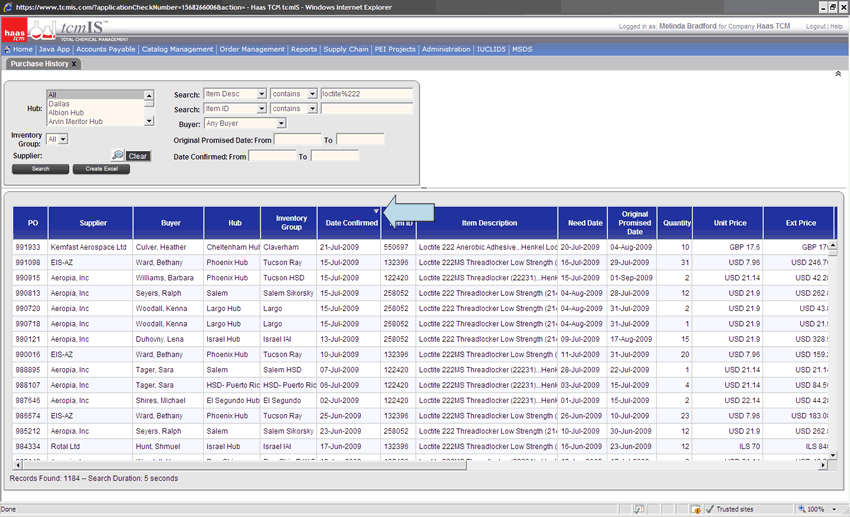 https://www.tcmis.com/?applicationCheckNumber=1568266006&action= - Haas TCM tcmIS - Windows Internet Explorer
haas TCM tcmIS TOTAL CHEMICAL MANAGEMENT
Logged in as: Melinda Bradford for Company Haas TCM Logout | Help
Home | Java App | Accounts Payable | Catalog Management | Order Management | Reports | Supply Chain | PEI Projects | Administration | IUCLIDS | MSDS
Purchase History X
Hub: All
Dallas
Albion Hub
Arvin Meritor Hub
Search: Item Desc contains loctite%222
Search: Item ID contains
Buyer: Any Buyer
Inventory Group: All
Original Promised Date: From To
Supplier: Clear
Date Confirmed: From To
Search Create Excel
PO Supplier Buyer Hub Inventory Group Date Confirmed ID Item Description Need Date Original Promised Date Quantity Unit Price Ext Price
991933 Kemfast Aerospace Ltd Culver, Heather Cheltenham Hub Claverham 21-Jul-2009 550697 Loctite 222 Anerobic Adhesive...Henkel Loc 20-Jul-2009 04-Aug-2009 10 GBP 17.6 GBP
991098 EIS-AZ Ward, Bethany Phoenix Hub Tucson Ray 15-Jul-2009 132396 Loctite 222MS Threadlocker Low Strength ( 16-Jul-2009 29-Jul-2009 31 USD 7.96 USD 246.7
990915 Aeropia, Inc Williams, Barbara Phoenix Hub Tucson HSD 15-Jul-2009 122420 Loctite 222MS Threadlocker (22231)...Henk 15-Jul-2009 01-Sep-2009 2 USD 21.14 USD 42.2
990813 Aeropia, Inc Seyers, Ralph Salem Salem Sikorsky 15-Jul-2009 258052 Loctite 222MS Threadlocker Low Strength (214 04-Aug-2009 28-Jul-2009 12 USD 21.9 USD 262.
990720 Aeropia, Inc Woodall, Kenna Largo Hub Largo 15-Jul-2009 258052 Loctite 222MS Threadlocker Low Strength (214 04-Aug-2009 31-Jul-2009 2 USD 21.9 USD 43.
990718 Aeropia, Inc Woodall, Kenna Largo Hub Largo 15-Jul-2009 258052 Loctite 222MS Threadlocker Low Strength (214 04-Aug-2009 31-Jul-2009 1 USD 21.9 USD 21.
990121 Aeropia, Inc Duhovny, Lena Israel Hub Israel IAI 13-Jul-2009 258052 Loctite 222MS Threadlocker Low Strength (214 09-Jul-2009 17-Aug-2009 15 USD 21.9 USD 328.
990016 EIS-AZ Ward, Bethany Phoenix Hub Tucson Ray 10-Jul-2009 132396 Loctite 222MS Threadlocker Low Strength ( 11-Jul-2009 31-Jul-2009 20 USD 7.96 USD 159.
988895 Aeropia, Inc Tager, Sara Salem Salem HSD 07-Jul-2009 122420 Loctite 222MS Threadlocker (22231)...Henk 28-Jul-2009 22-Jul-2009 1 USD 21.14 USD 21.1
988107 Aeropia, Inc Tager, Sara HSD- Puerto Ric HSD- Puerto Ric 06-Jul-2009 122420 Loctite 222MS Threadlocker (22231)...Henk 03-Jul-2009 15-Jul-2009 4 USD 21.14 USD 84.5
987646 Aeropia, Inc Shires, Michael El Segundo Hub El Segundo 02-Jul-2009 122420 Loctite 222MS Threadlocker (22231)...Henk 01-Jul-2009 15-Jul-2009 2 USD 22.14 USD 44.2
986574 EIS-AZ Ward, Bethany Phoenix Hub Tucson Ray 25-Jun-2009 132396 Loctite 222MS Threadlocker Low Strength ( 26-Jun-2009 10-Jul-2009 23 USD 7.96 USD 183.0
985212 Aeropia, Inc Seyers, Ralph Salem Salem Sikorsky 23-Jun-2009 258052 Loctite 222MS Threadlocker Low Strength (214 10-Jul-2009 30-Jun-2009 12 USD 21.9 USD 262.
984334 Rotal Ltd Hunt, Shmuel Israel Hub Israel IAI 17-Jun-2009 132396 Loctite 222MS Threadlocker Low Strength ( 16-Jun-2009 23-Jun-2009 12 ILS 70 ILS
Records Found: 1184 -- Search Duration: 5 seconds
Done Trusted sites 100%